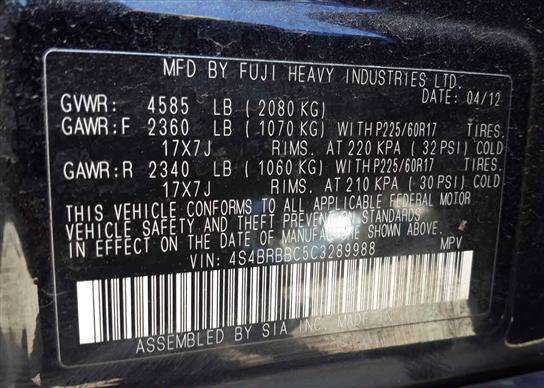 MFD BY FUJI HEAVY INDUSTRIES LTD.
DATE: 04/12
GVWR: 4585 LB (2080 KG)
GAWR:F 2360 LB (1070 KG) WITH P225/60R17 TIRES.
17X7J RIMS. AT 220 KPA (32 PSI) COLD
GAWR:R 2340 LB (1060 KG) WITH P225/60R17 TIRES.
17X7J RIMS. AT 210 KPA (30 PSI) COLD
THIS VEHICLE CONFORMS TO ALL APPLICABLE FEDERAL MOTOR
VEHICLE SAFETY AND THEFT PREVENTION STANDARDS
IN EFFECT ON THE DATE OF MANUFACTURE SHOWN ABOVE.
VIN: 4S4BRBBC5C3289988 MPV
ASSEMBLED BY SIA INC. MADE